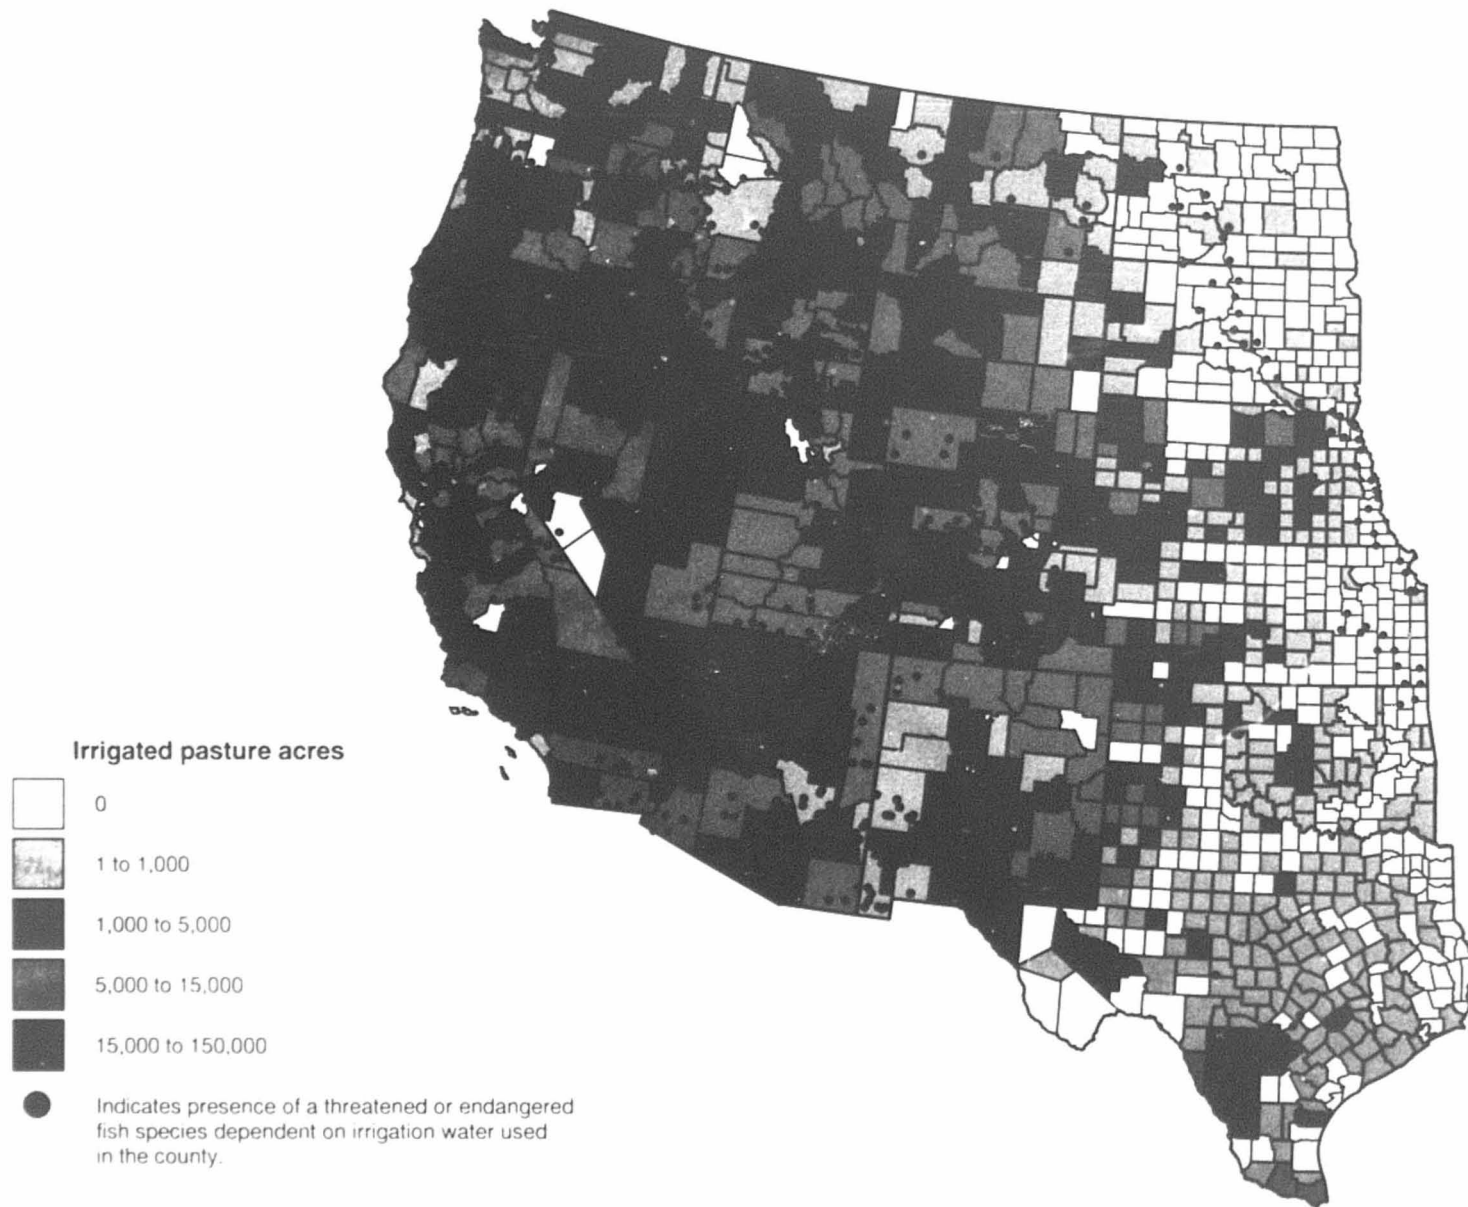 Irrigated pasture acres
0
1 to 1,000
1,000 to 5,000
5,000 to 15,000
15,000 to 150,000
Indicates presence of a threatened or endangered
fish species dependent on irrigation water used
in the county.